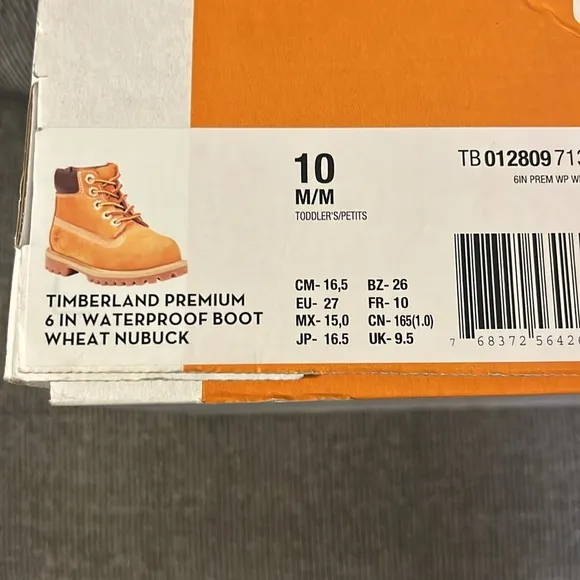 10
M/M
TODDLER'S/PETITS
TB 012809 713
6IN PREM WP
CM- 16,5 BZ- 26
EU- 27 FR- 10
MX- 15,0 CN- 165(1.0)
JP- 16.5 UK- 9.5
TIMBERLAND PREMIUM
6 IN WATERPROOF BOOT
WHEAT NUBUCK
7 68372 56426